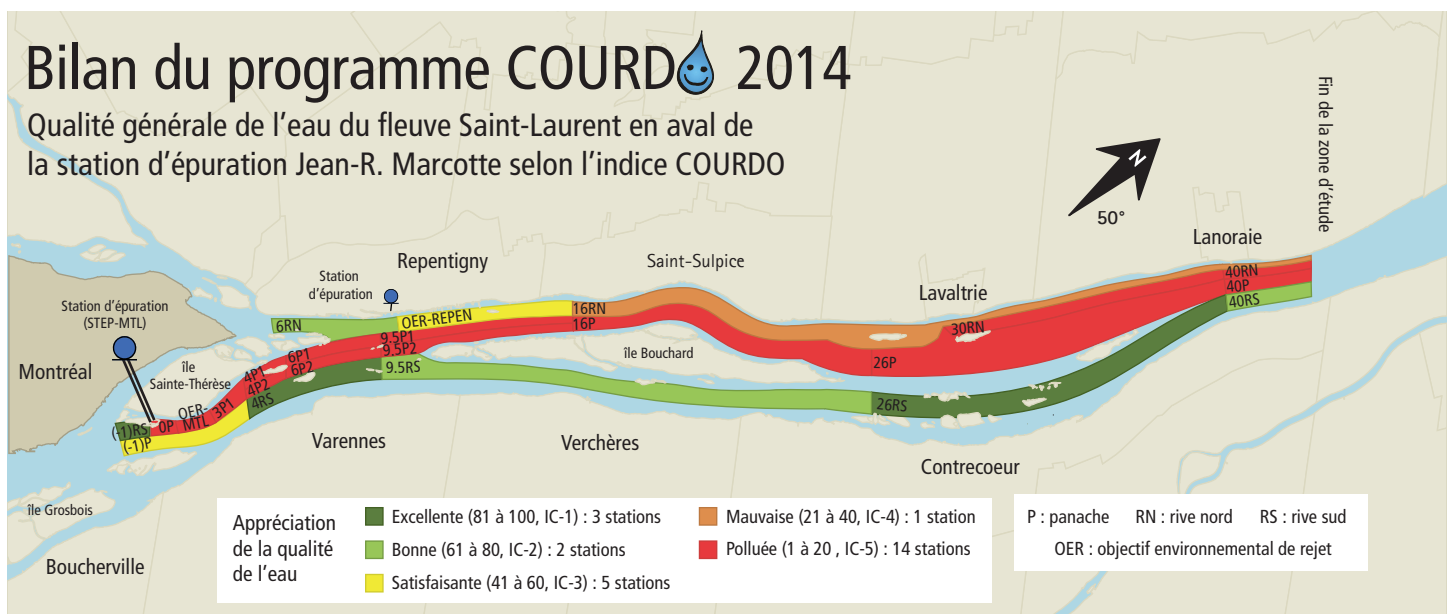 Bilan du programme COURDO 2014
Qualité générale de l'eau du fleuve Saint-Laurent en aval de
la station d'épuration Jean-R. Marcotte selon l'indice COURDO
Fin de la zone d'étude
N
50°
Lanoraie
Repentigny
Saint-Sulpice
Station
d'épuration
Lavaltrie
Station d'épuration
(STEP-MTL)
Montréal
île
Sainte-Thérèse
île Bouchard
40RN
40P
40RS
6RN
OER-REPEN
16RN
16P
30RN
9.5P1
9.5P2
9.5RS
6P1
6P2
4P1
4P2
4RS
26P
26RS
OER-
MTL
3P1
0P
(-1)RS
(-1)P
Varennes
Verchères
Contrecoeur
île Grosbois
Boucherville
Appréciation
de la qualité
de l'eau
Excellente (81 à 100, IC-1) : 3 stations
Bonne (61 à 80, IC-2) : 2 stations
Satisfaisante (41 à 60, IC-3) : 5 stations
Mauvaise (21 à 40, IC-4) : 1 station
Polluée (1 à 20 , IC-5) : 14 stations
P : panache RN : rive nord RS : rive sud
OER : objectif environnemental de rejet